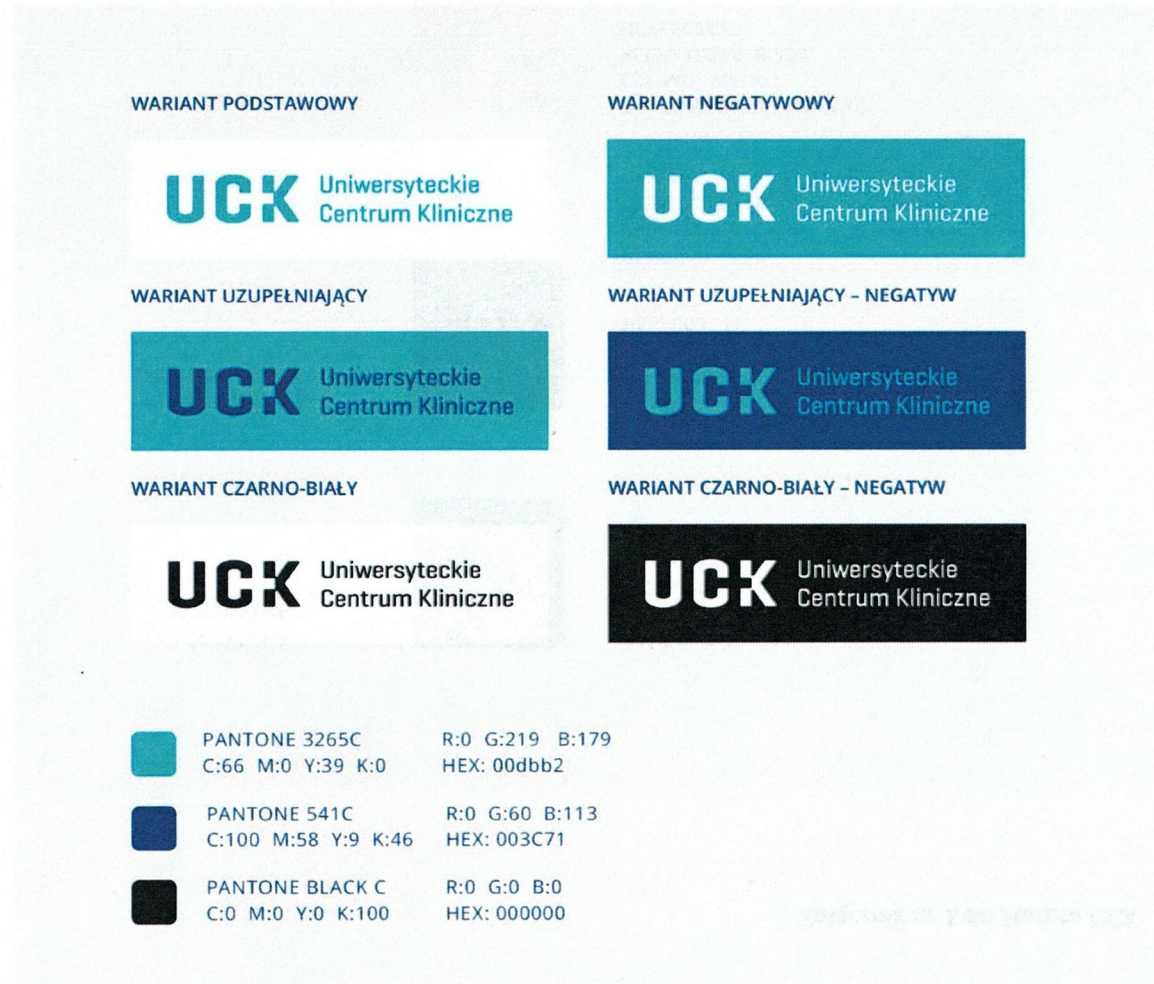 WARIANT PODSTAWOWY
UCK Uniwersyteckie
Centrum Kliniczne
WARIANT NEGATYWOWY
UCK Uniwersyteckie
Centrum Kliniczne
WARIANT UZUPEŁNIAJĄCY
UCK Uniwersyteckie
Centrum Kliniczne
WARIANT UZUPEŁNIAJĄCY – NEGATYW
UCK Uniwersyteckie
Centrum Kliniczne
WARIANT CZARNO-BIAŁY
UCK Uniwersyteckie
Centrum Kliniczne
WARIANT CZARNO-BIAŁY – NEGATYW
UCK Uniwersyteckie
Centrum Kliniczne
PANTONE 3265C R:0 G:219 B:179
C:66 M:0 Y:39 K:0 HEX: 00dbb2
PANTONE 541C R:0 G:60 B:113
C:100 M:58 Y:9 K:46 HEX: 003C71
PANTONE BLACK C R:0 G:0 B:0
C:0 M:0 Y:0 K:100 HEX: 000000